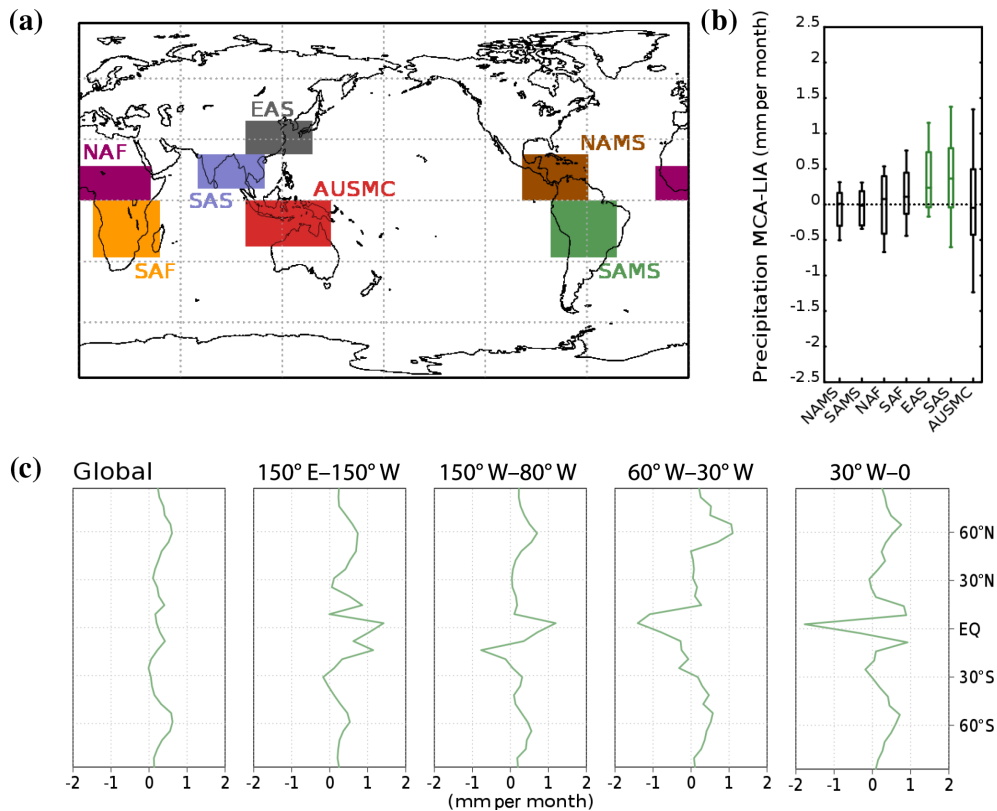 (a)
EAS
NAF
NAMS
SAS
AUSMC
SAF
SAMS
(b)
Precipitation MCA-LIA (mm per month)
2.5
2
1.5
1
0.5
0
-0.5
-1
-1.5
-2
-2.5
NAMS
SAMS
NAF
SAF
EAS
SAS
AUSMC
(c)
Global
150° E–150° W
150° W–80° W
60° W–30° W
30° W–0
60°N
30°N
EQ
30°S
60°S
-2 -1 0 1 2
-2 -1 0 1 2
-2 -1 0 1 2
-2 -1 0 1 2
-2 -1 0 1 2
(mm per month)